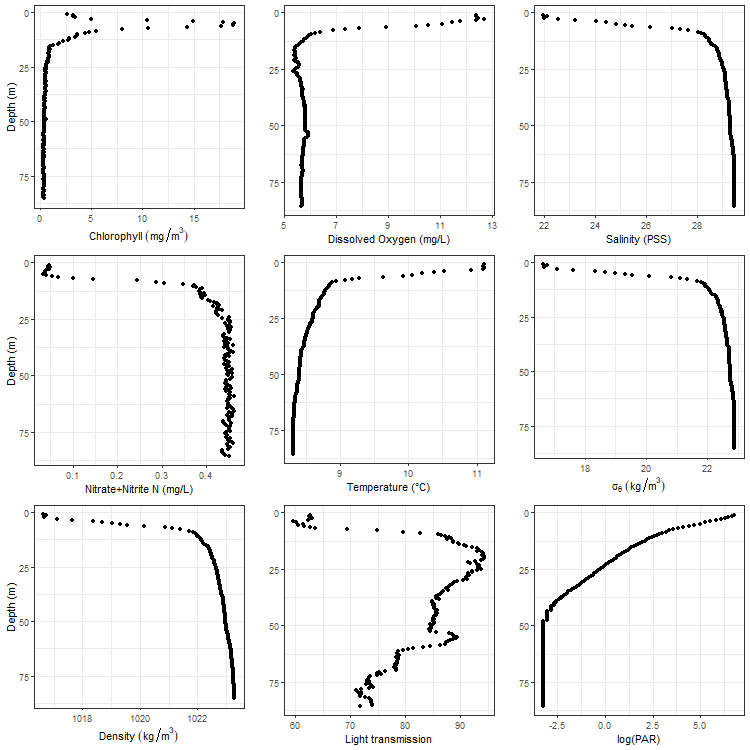 0
25
50
75
Depth (m)
0 5 10 15
Chlorophyll (mg/m³)
0
25
50
75
5 7 9 11 13
Dissolved Oxygen (mg/L)
0
25
50
75
22 24 26 28
Salinity (PSS)
0
25
50
75
Depth (m)
0.1 0.2 0.3 0.4
Nitrate+Nitrite N (mg/L)
0
25
50
75
9 10 11
Temperature (°C)
0
25
50
75
18 20 22
σθ (kg/m³)
0
25
50
75
Depth (m)
1018 1020 1022
Density (kg/m³)
0
25
50
75
60 70 80 90
Light transmission
0
25
50
75
-2.5 0.0 2.5 5.0
log(PAR)